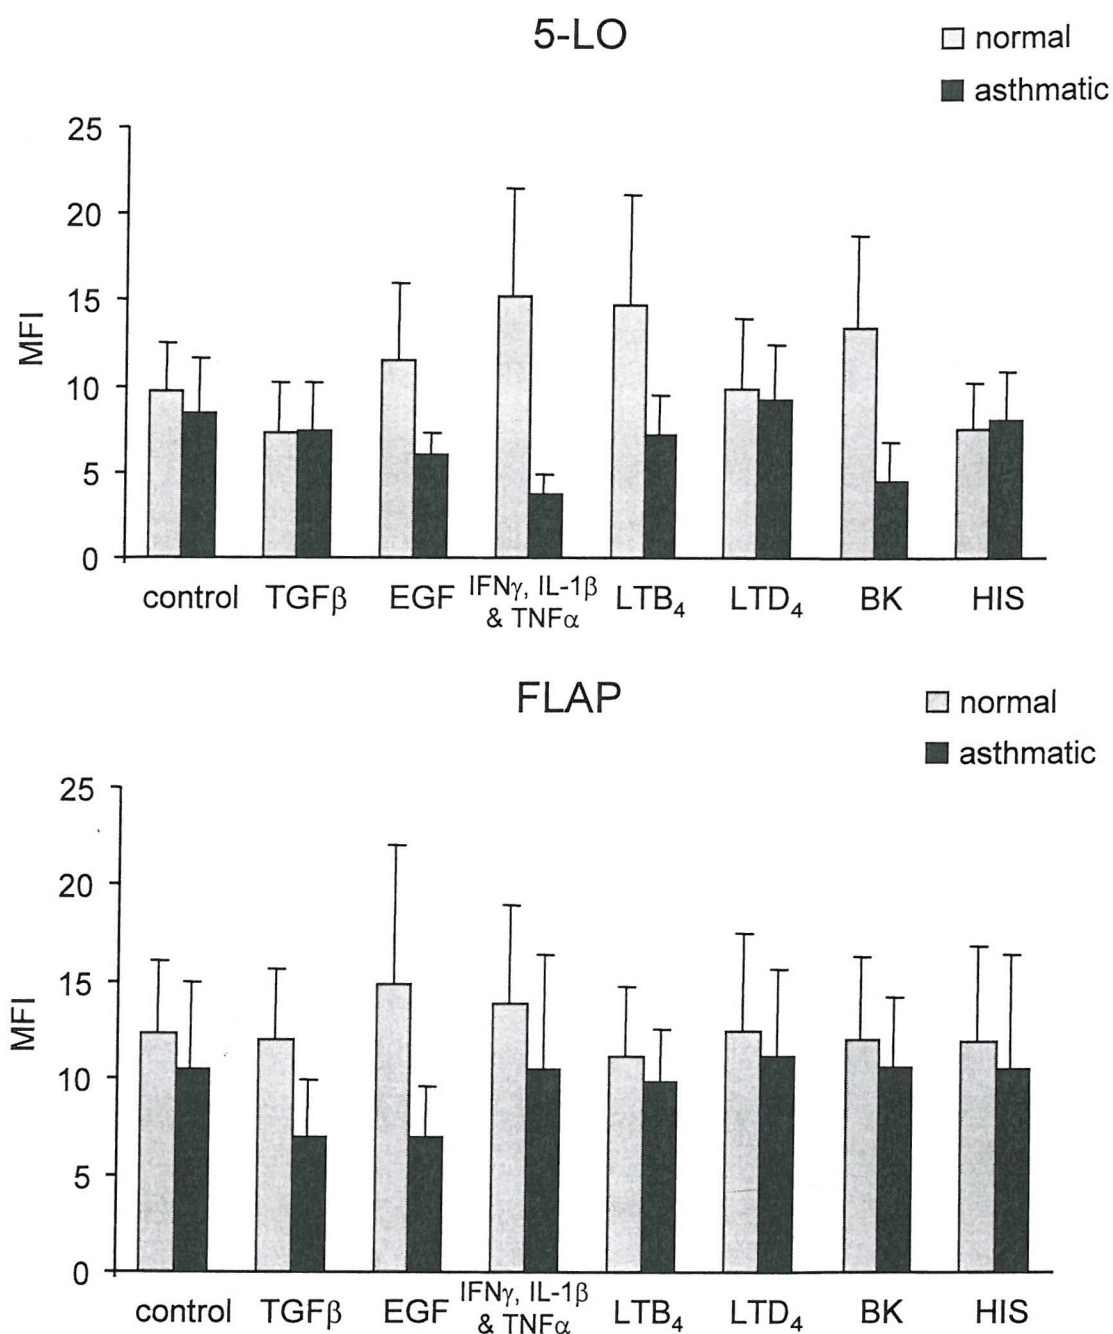 5-LO
normal
asthmatic
25
20
15
10
5
0
MFI
control TGFβ EGF IFNγ, IL-1β & TNFα LTB₄ LTD₄ BK HIS
FLAP
normal
asthmatic
25
20
15
10
5
0
MFI
control TGFβ EGF IFNγ, IL-1β & TNFα LTB₄ LTD₄ BK HIS